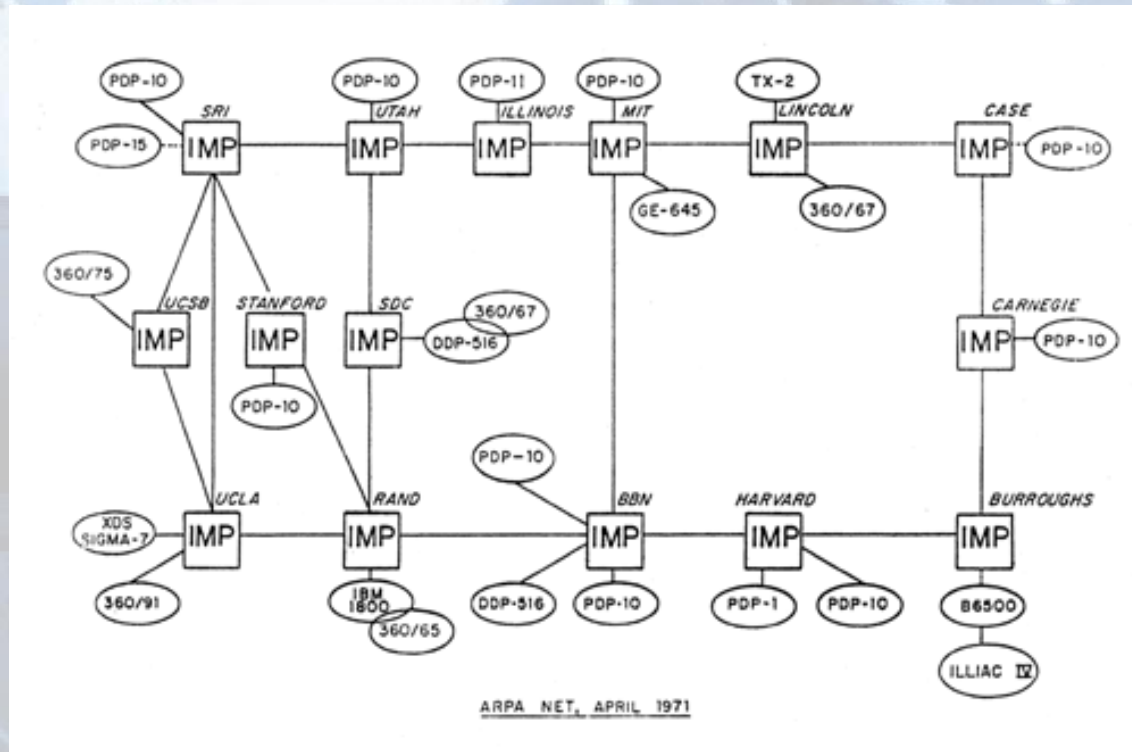 PDP-10
PDP-10
PDP-11
PDP-10
TX-2
SRI
UTAH
ILLINOIS
MIT
LINCOLN
CASE
PDP-15
IMP
IMP
IMP
IMP
IMP
IMP
PDP-10
GE-645
360/67
360/75
UCSB
STANFORD
SDC
360/67
CARNEGIE
IMP
IMP
IMP
DDP-516
IMP
PDP-10
PDP-10
PDP-10
UCLA
RAND
BBN
HARVARD
BURROUGHS
XDS
SIGMA-7
IMP
IMP
IMP
IMP
IMP
360/91
IBM
1800
360/65
DDP-516
PDP-10
PDP-1
PDP-10
B6500
ILLIAC IV
ARPA NET, APRIL 1971